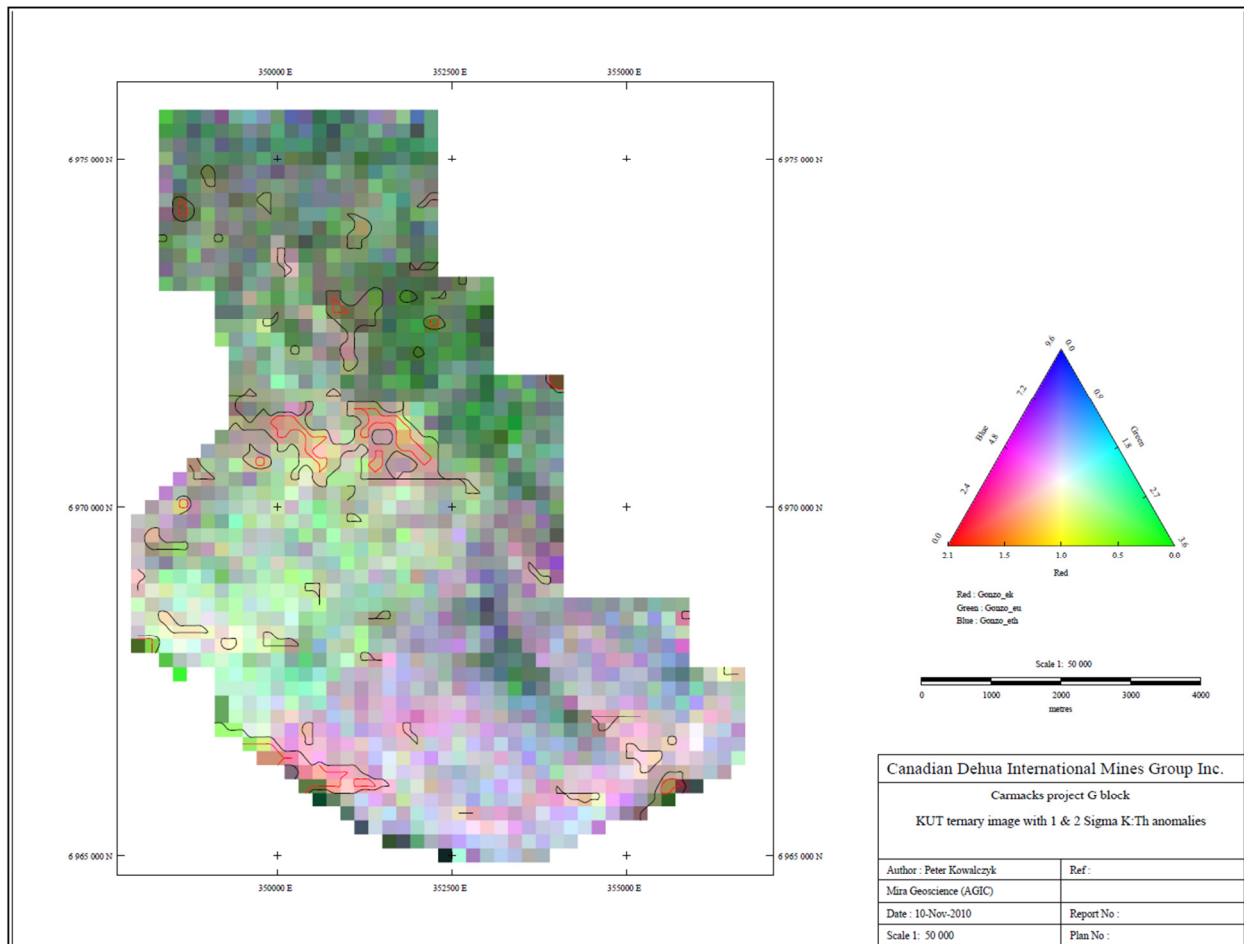 350000 E 352500 E 355000 E
6 975 000 N 6 975 000 N
6 970 000 N 6 970 000 N
6 965 000 N 6 965 000 N
350000 E 352500 E 355000 E
9.6 0.0
7.2 0.9
Blue Green
4.8 1.8
2.4 2.7
0.0 3.6
2.1 1.5 1.0 0.5 0.0
Red
Red : Gonzo_ek
Green : Gonzo_eu
Blue : Gonzo_eth
Scale 1: 50 000
0 1000 2000 3000 4000
metres
Canadian Dehua International Mines Group Inc.
Carmacks project G block
KUT ternary image with 1 & 2 Sigma K:Th anomalies
Author : Peter Kowalczyk Ref :
Mira Geoscience (AGIC)
Date : 10-Nov-2010 Report No :
Scale 1: 50 000 Plan No :